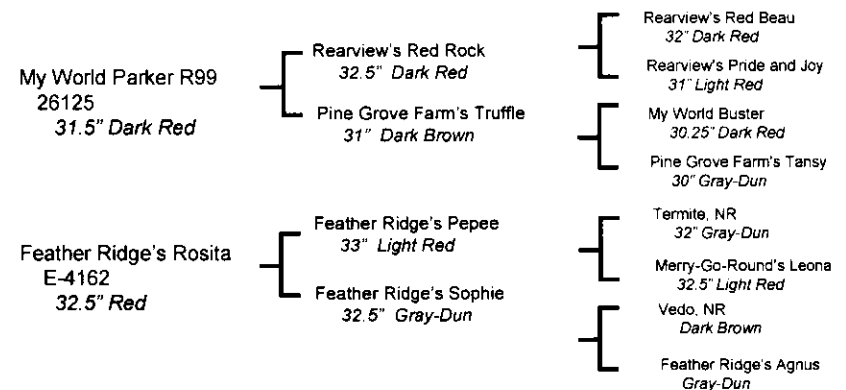 My World Parker R99
26125
31.5" Dark Red
Rearview's Red Rock
32.5" Dark Red
Pine Grove Farm's Truffle
31" Dark Brown
Rearview's Red Beau
32" Dark Red
Rearview's Pride and Joy
31" Light Red
My World Buster
30.25" Dark Red
Pine Grove Farm's Tansy
30" Gray-Dun
Feather Ridge's Rosita
E-4162
32.5" Red
Feather Ridge's Pepee
33" Light Red
Feather Ridge's Sophie
32.5" Gray-Dun
Termite, NR
32" Gray-Dun
Merry-Go-Round's Leona
32.5" Light Red
Vedo, NR
Dark Brown
Feather Ridge's Agnus
Gray-Dun